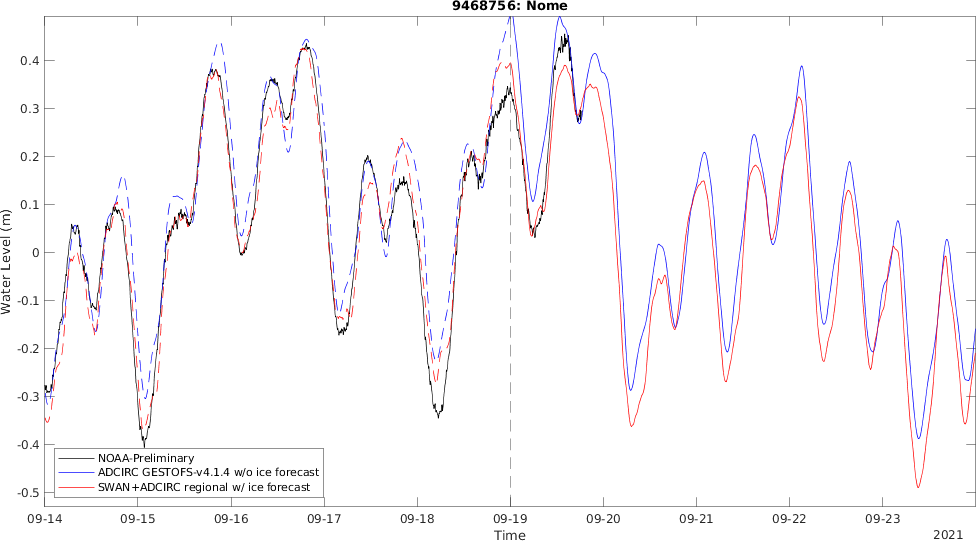 9468756: Nome
Water Level (m)
0.4
0.3
0.2
0.1
0
-0.1
-0.2
-0.3
-0.4
-0.5
NOAA-Preliminary
ADCIRC GESTOFS-v4.1.4 w/o ice forecast
SWAN+ADCIRC regional w/ ice forecast
09-14 09-15 09-16 09-17 09-18 09-19 09-20 09-21 09-22 09-23
Time
2021